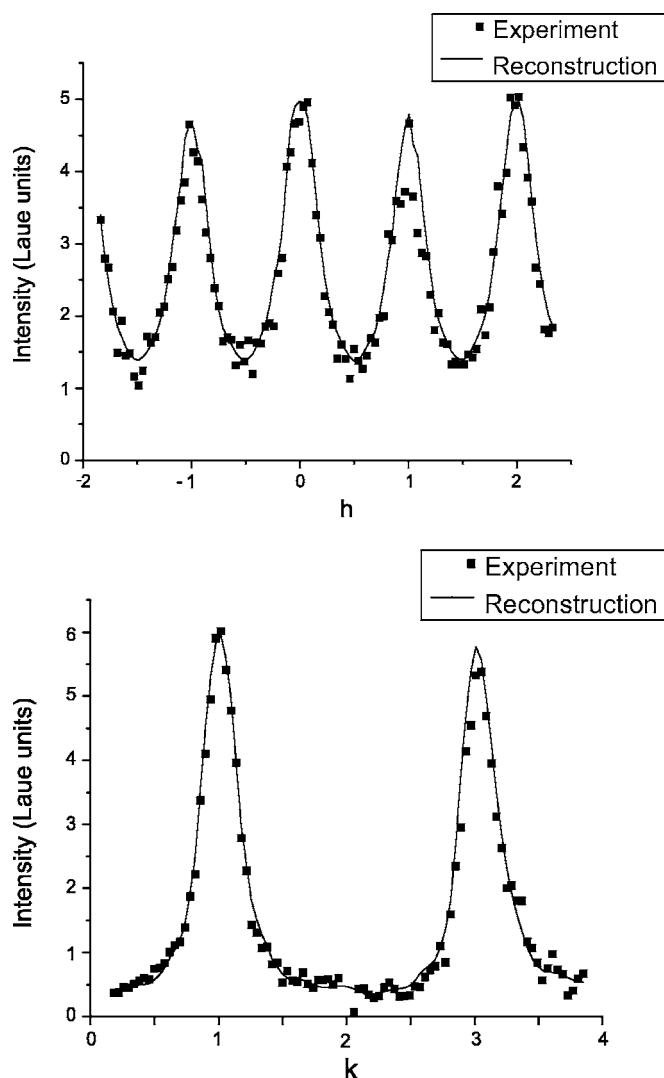 Experiment
Reconstruction
Intensity (Laue units)
5
4
3
2
1
0
-2 -1 0 1 2
h
Experiment
Reconstruction
Intensity (Laue units)
6
5
4
3
2
1
0
0 1 2 3 4
k